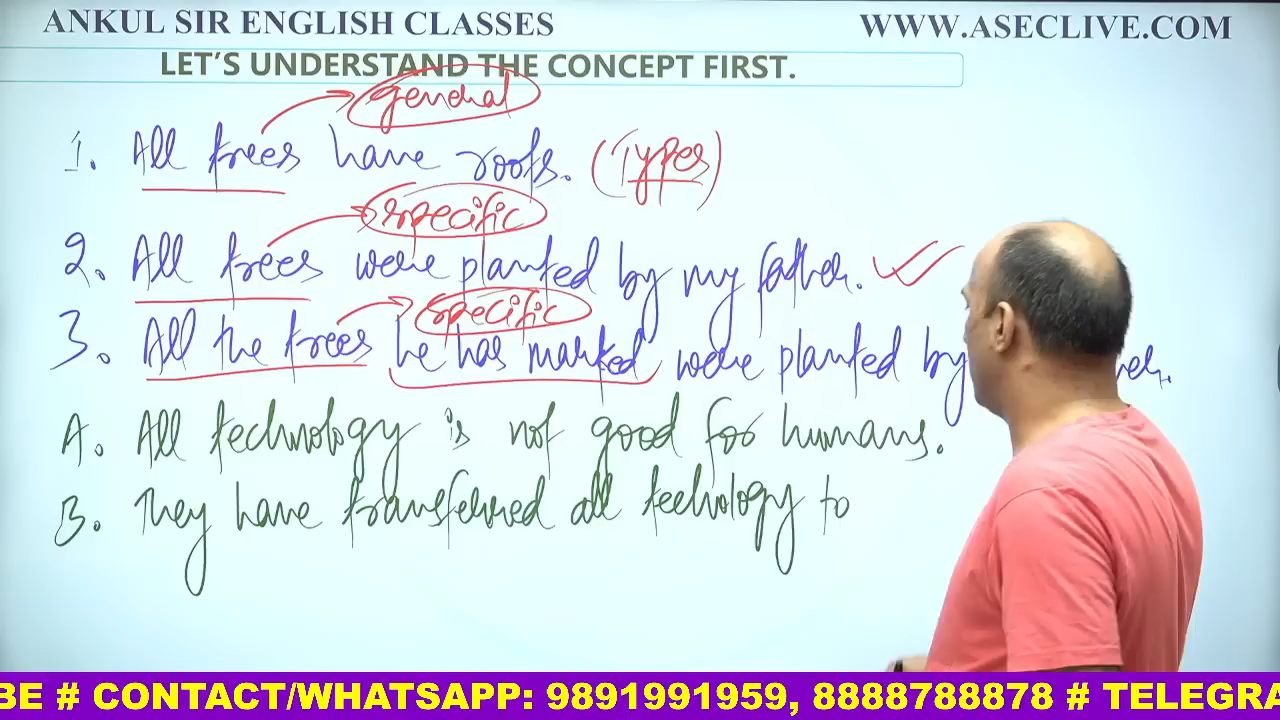 ANKUL SIR ENGLISH CLASSES
WWW.ASECLIVE.COM
LET'S UNDERSTAND THE CONCEPT FIRST.
general
1. All trees have roots. (Types)
specific
2. All trees were planted by my father.
specific
3. All the trees he has marked were planted by
A. All technology is not good for humans.
B. They have transferred all technology to
BE # CONTACT/WHATSAPP: 9891991959, 8888788878 # TELEGRA